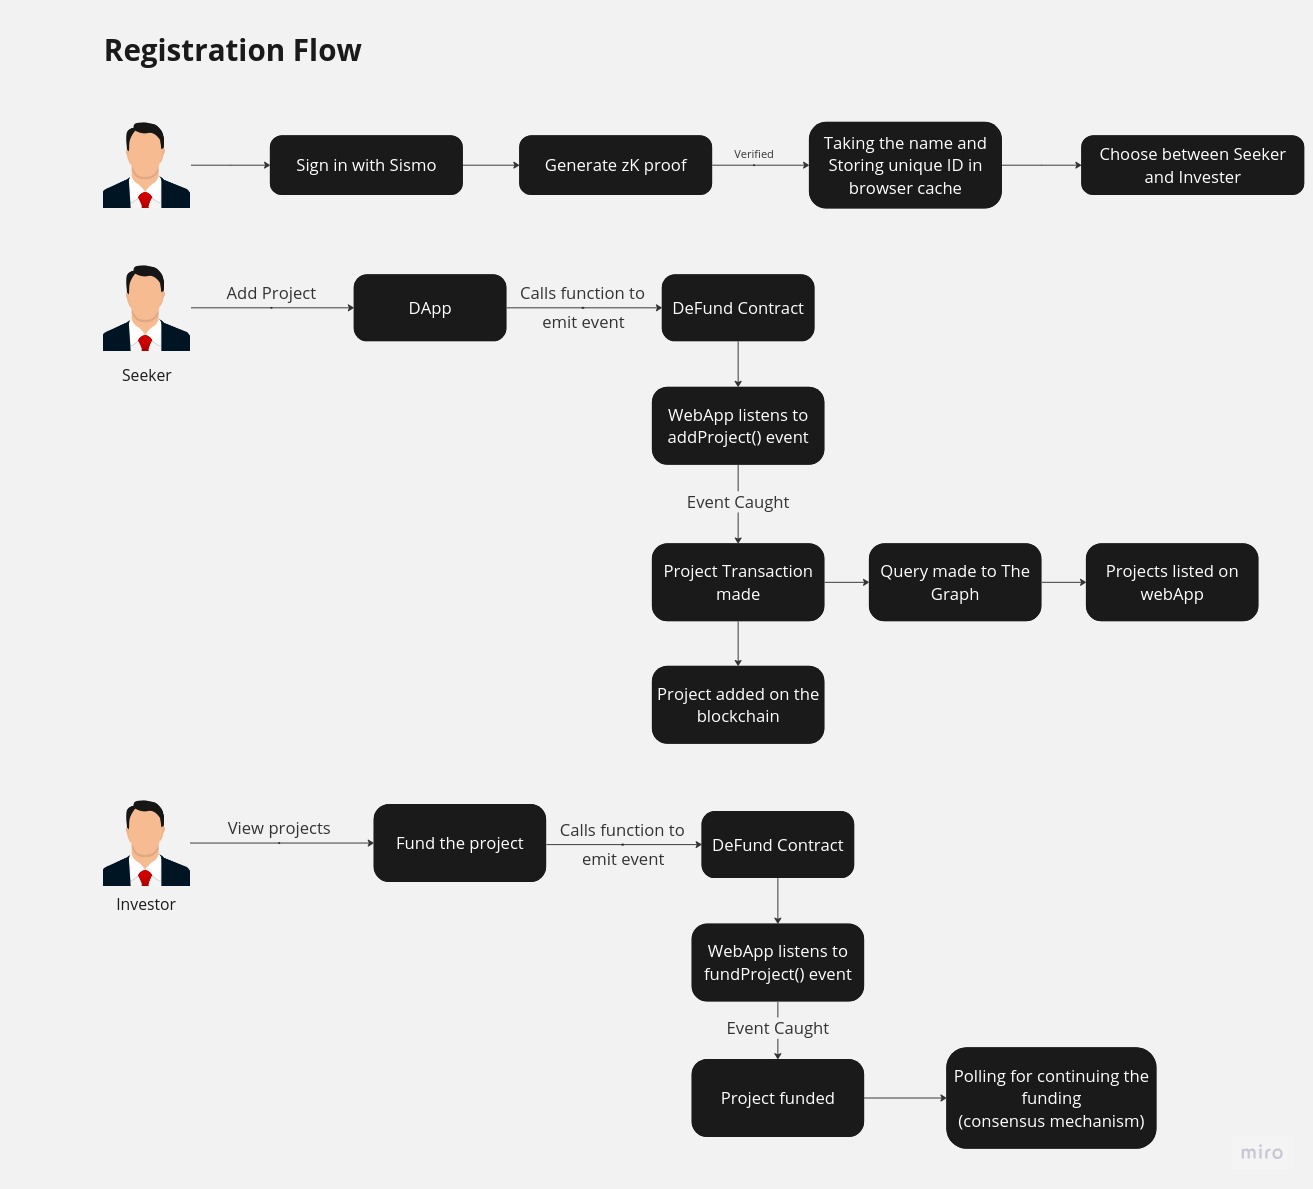 Registration Flow
Sign in with Sismo
Generate zK proof
Verified
Taking the name and
Storing unique ID in
browser cache
Choose between Seeker
and Invester
Seeker
Add Project
DApp
Calls function to
emit event
DeFund Contract
WebApp listens to
addProject() event
Event Caught
Project Transaction
made
Query made to The
Graph
Projects listed on
webApp
Project added on the
blockchain
Investor
View projects
Fund the project
Calls function to
emit event
DeFund Contract
WebApp listens to
fundProject() event
Event Caught
Project funded
Polling for continuing the
funding
(consensus mechanism)
miro